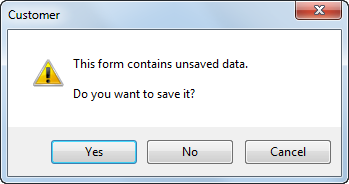 Customer
This form contains unsaved data.
Do you want to save it?
Yes No Cancel